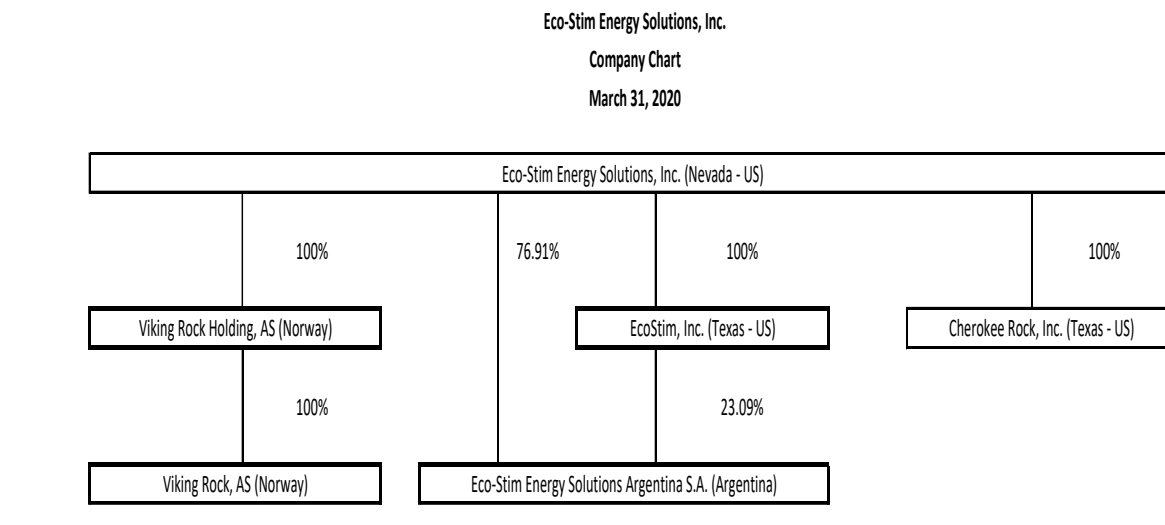 Eco-Stim Energy Solutions, Inc.
Company Chart
March 31, 2020
Eco-Stim Energy Solutions, Inc. (Nevada - US)
100%
76.91%
100%
100%
Viking Rock Holding, AS (Norway)
EcoStim, Inc. (Texas - US)
Cherokee Rock, Inc. (Texas - US)
100%
23.09%
Viking Rock, AS (Norway)
Eco-Stim Energy Solutions Argentina S.A. (Argentina)